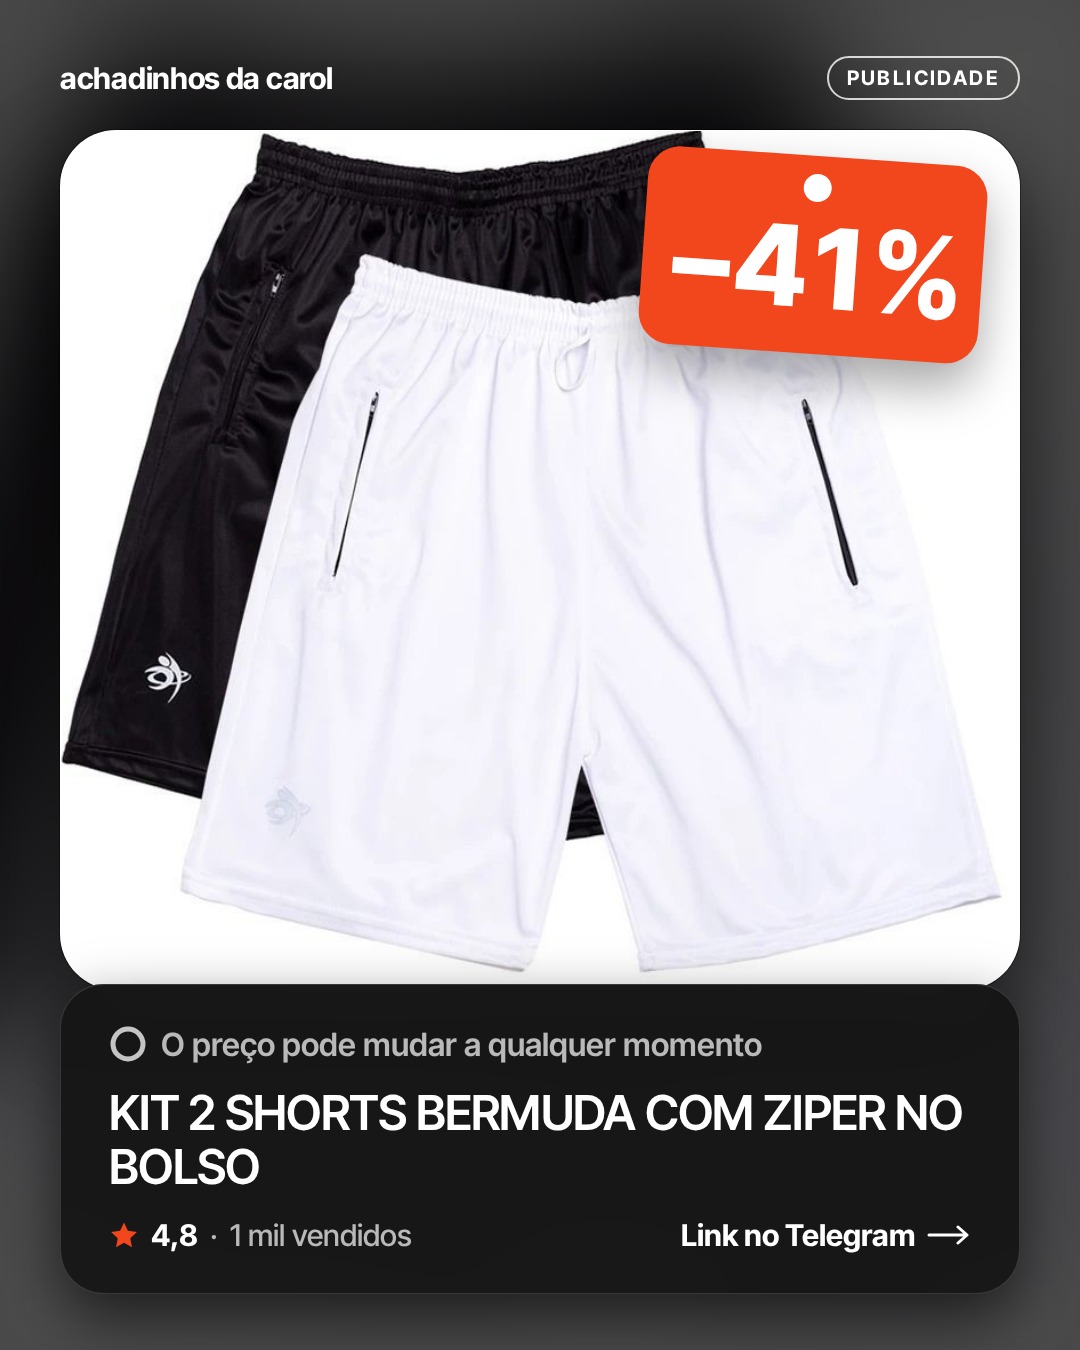 achadinhos da carol
PUBLICIDADE
–41%
O preço pode mudar a qualquer momento
KIT 2 SHORTS BERMUDA COM ZIPER NO
BOLSO
4,8 · 1 mil vendidos
Link no Telegram →